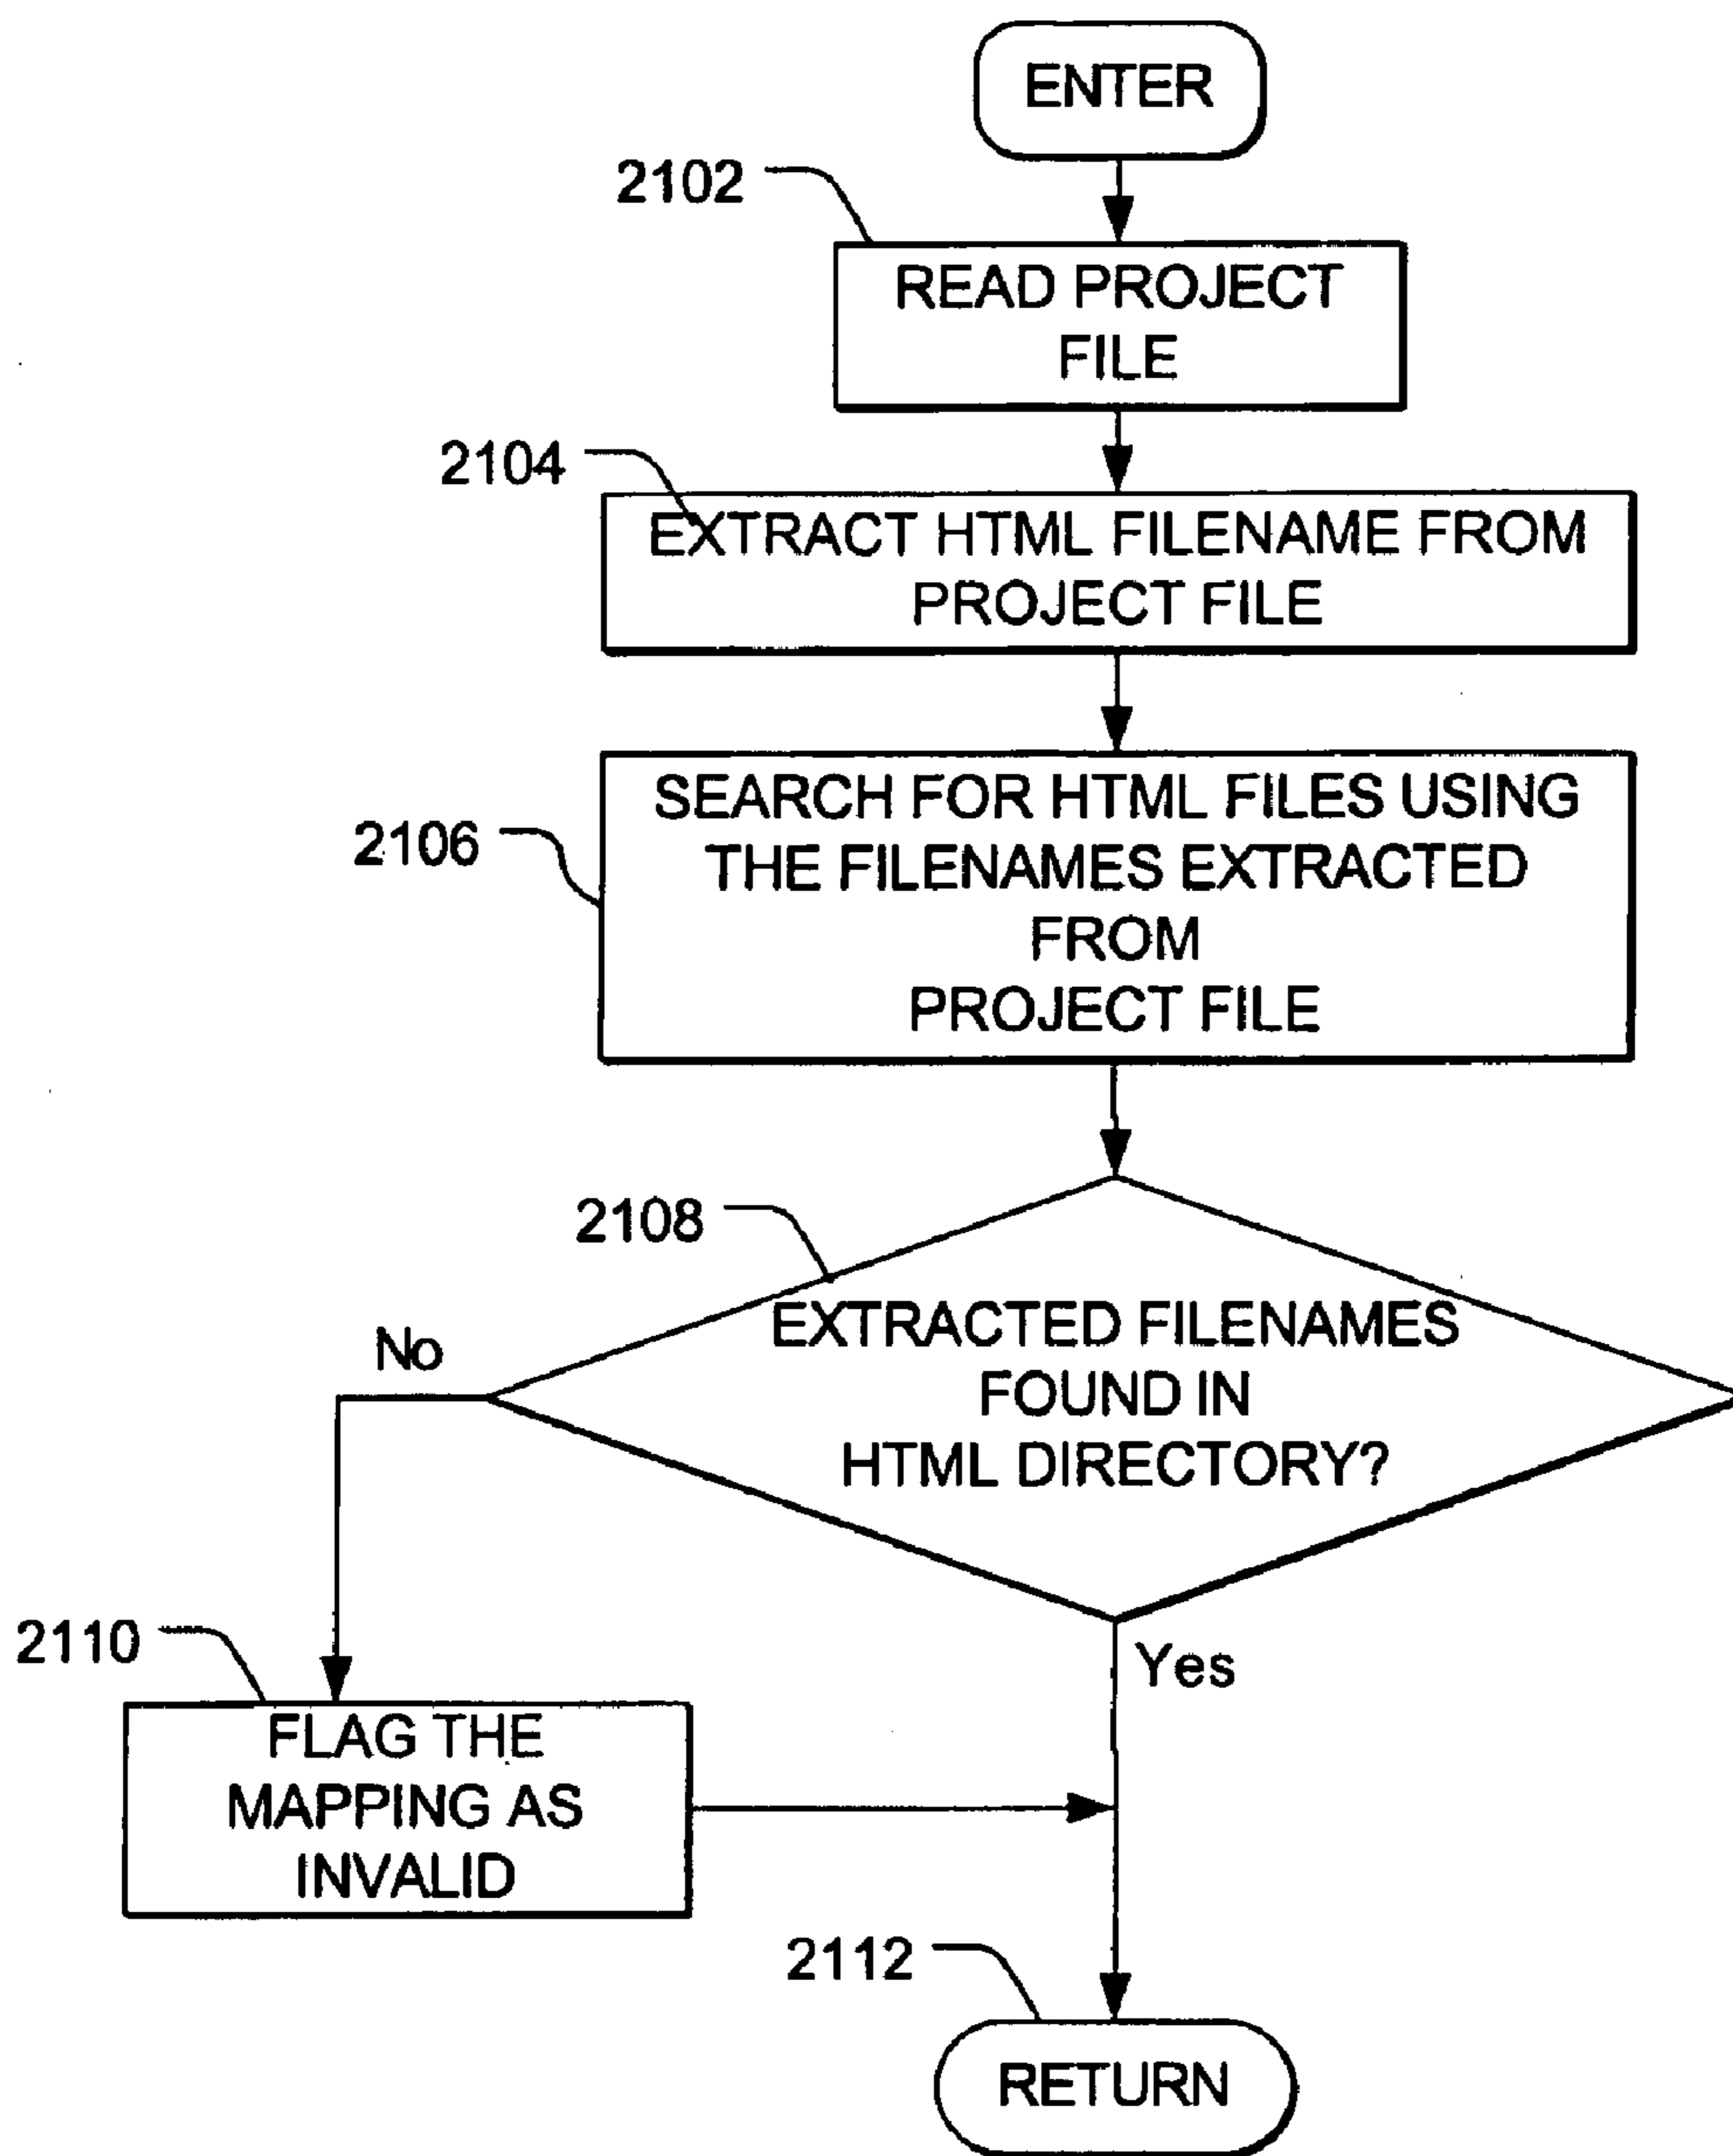 ENTER
2102
READ PROJECT
FILE
2104
EXTRACT HTML FILENAME FROM
PROJECT FILE
2106
SEARCH FOR HTML FILES USING
THE FILENAMES EXTRACTED
FROM
PROJECT FILE
2108
EXTRACTED FILENAMES
FOUND IN
HTML DIRECTORY?
No
Yes
2110
FLAG THE
MAPPING AS
INVALID
2112
RETURN